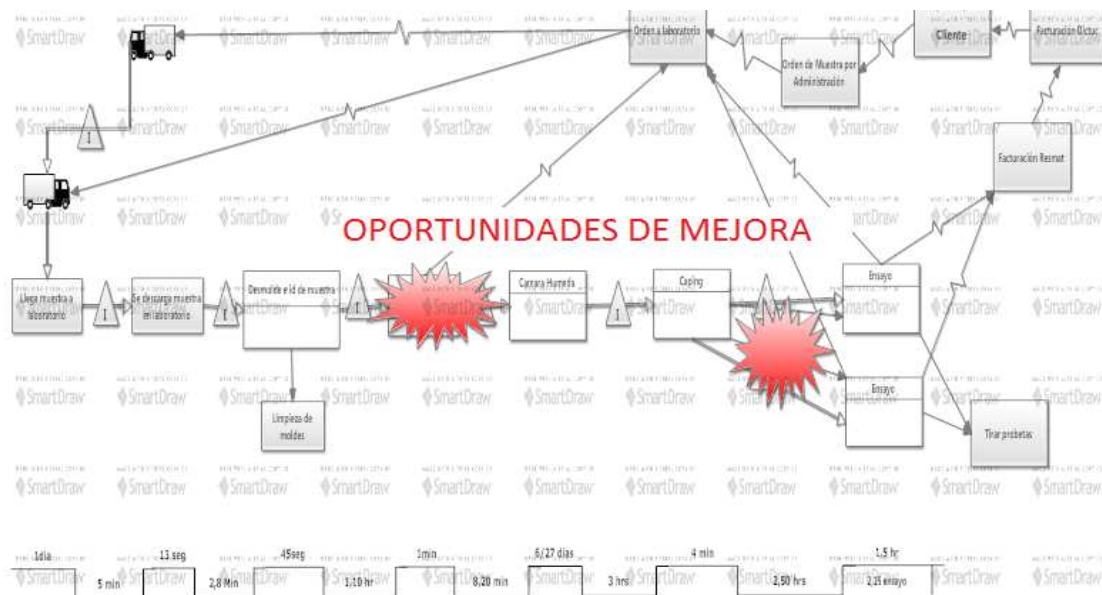 Cliente
Facturación Dictuc
Orden a laboratorio
Orden de Muestra por
Administración
Facturación Resmat
SmartDraw
OPORTUNIDADES DE MEJORA
Llega muestra a
laboratorio
I
Se descarga muestra
en laboratorio
I
Desmolde e id de muestra
I
Camara Humeda
I
Caping
I
Ensayo
Ensayo
Limpieza de
moldes
Tirar probetas
1dia
13 seg
45seg
1min
6/27 dias
4 min
1,5 hr
5 min
2,8 Min
1,10 hr
8,20 min
3 hrs
2,50 hrs
2,15 ensayo